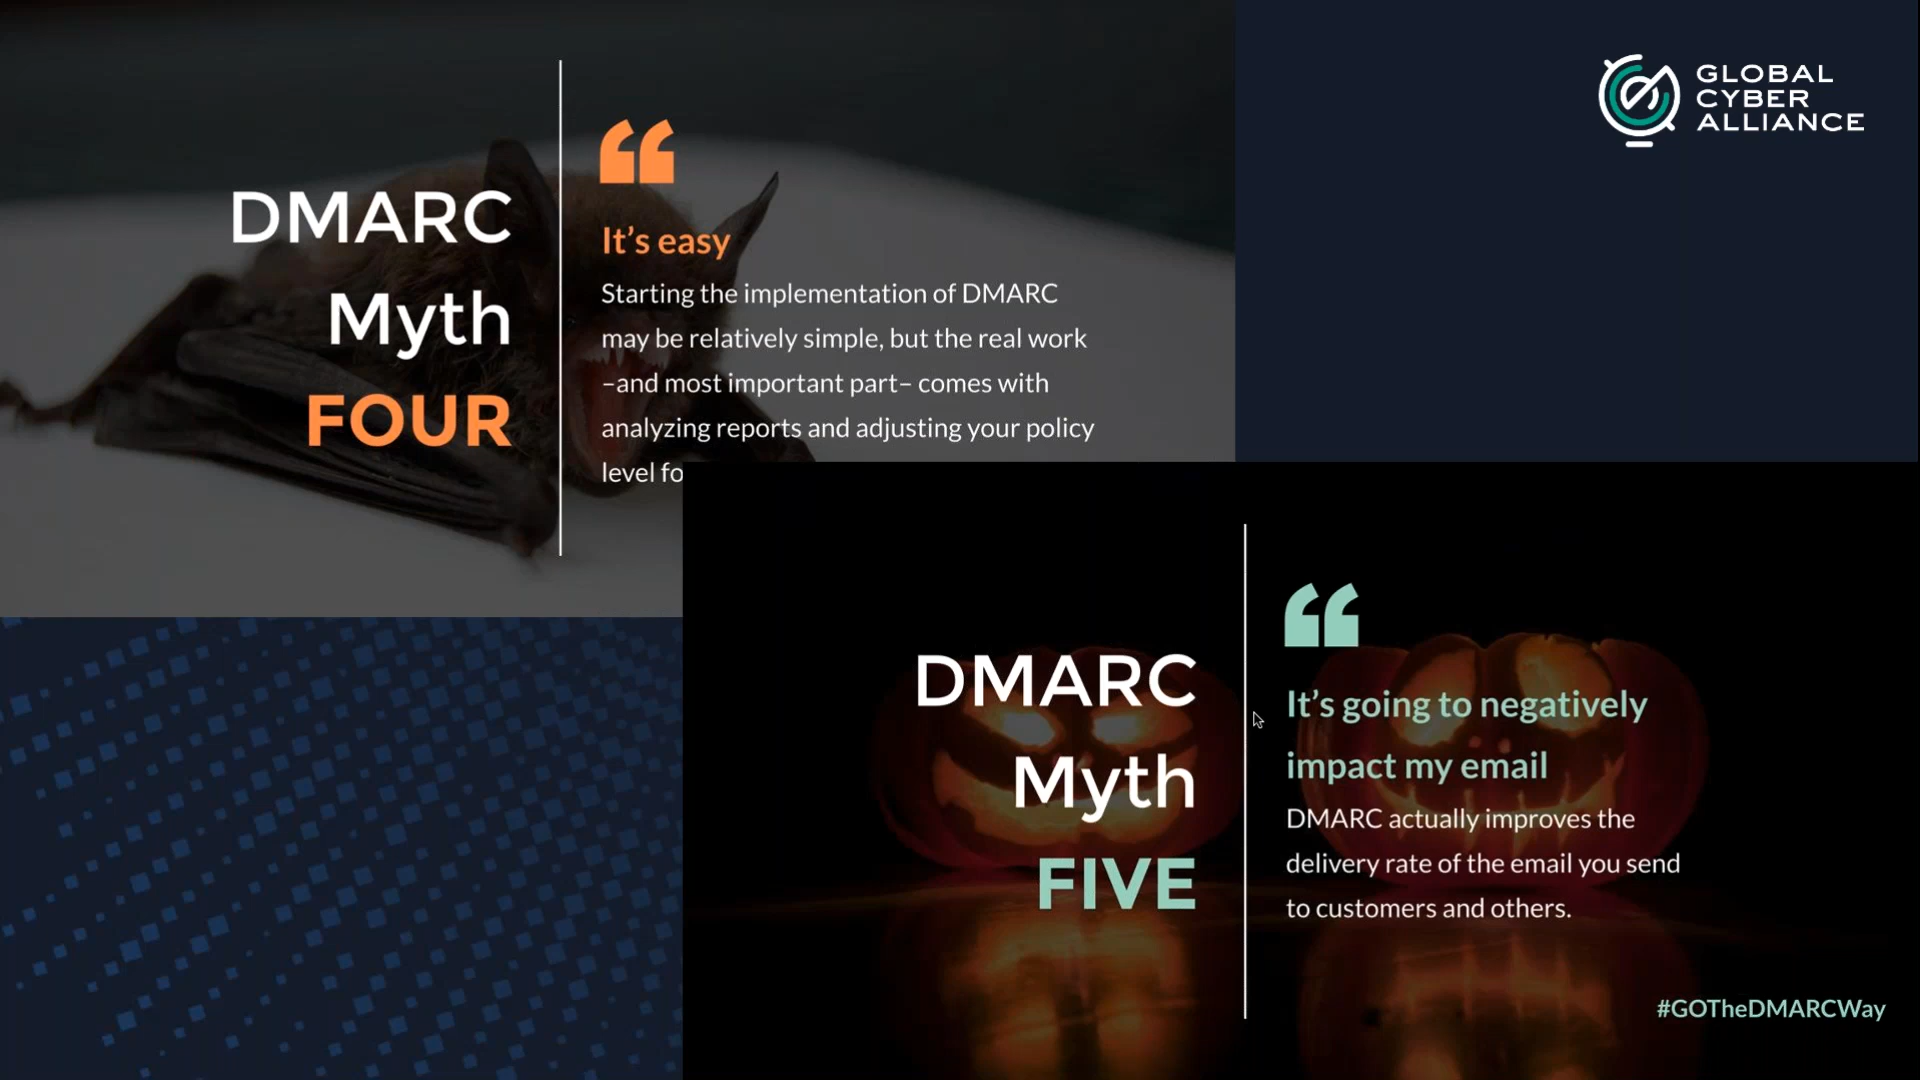 GLOBAL
CYBER
ALLIANCE
DMARC
Myth
FOUR
It’s easy
Starting the implementation of DMARC
may be relatively simple, but the real work
–and most important part– comes with
analyzing reports and adjusting your policy
level fo
DMARC
Myth
FIVE
It’s going to negatively
impact my email
DMARC actually improves the
delivery rate of the email you send
to customers and others.
#GOTheDMARCWay